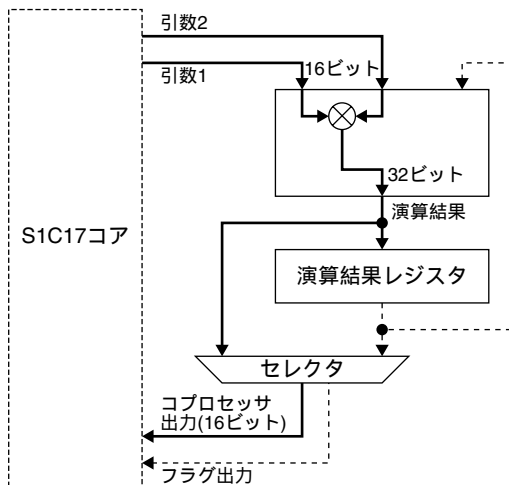 引数2
引数1
16ビット
32ビット
演算結果
S1C17コア
演算結果レジスタ
セレクタ
コプロセッサ
出力(16ビット)
フラグ出力